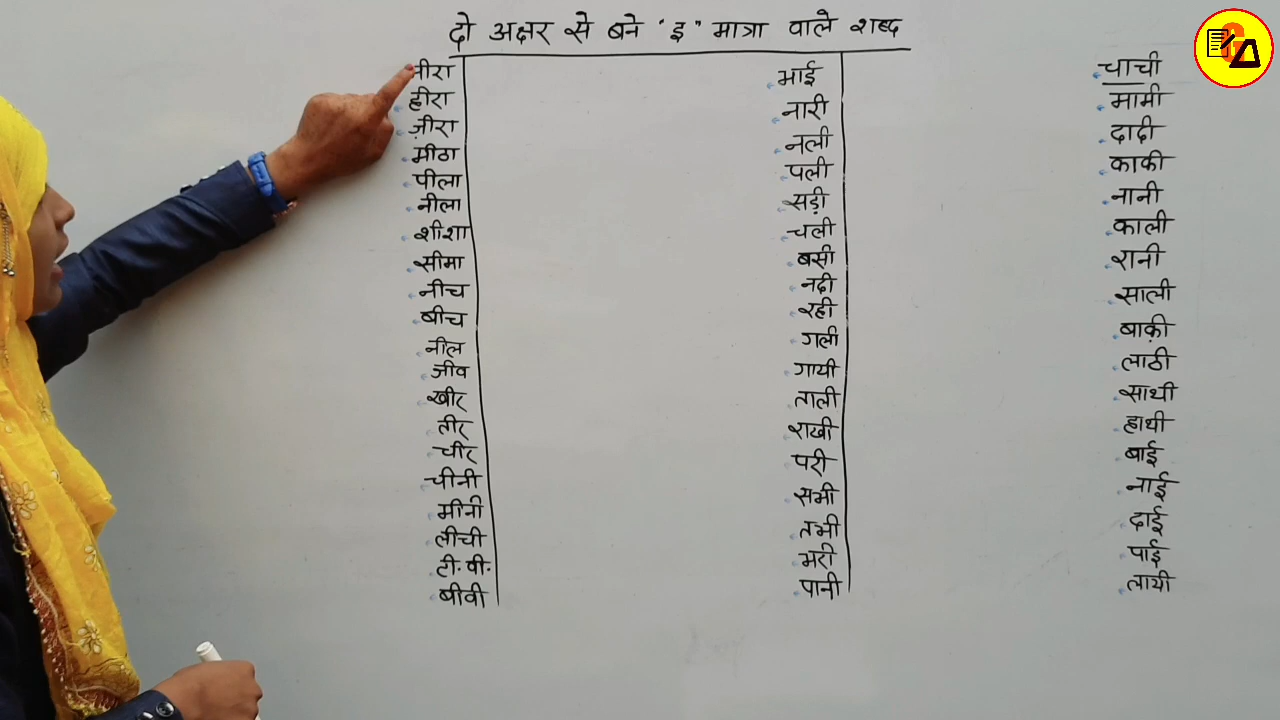 दो अक्षर से बने "इ" मात्रा वाले शब्द
नीरा
हीरा
ज़ीरा
मीठा
पीला
नीला
शीशा
सीमा
नीच
बीच
नील
जीव
खीर
तीर
चीर
चीनी
मीनी
लीची
टी.वी.
बीवी
भाई
नारी
नली
पली
सड़ी
चली
बसी
नदी
रही
गली
गायी
ताली
राखी
परी
सभी
तभी
भरी
पानी
चाची
मामी
दादी
काकी
नानी
काली
रानी
साली
बाक़ी
लाठी
साथी
हाथी
बाई
नाई
दाई
पाई
लायी